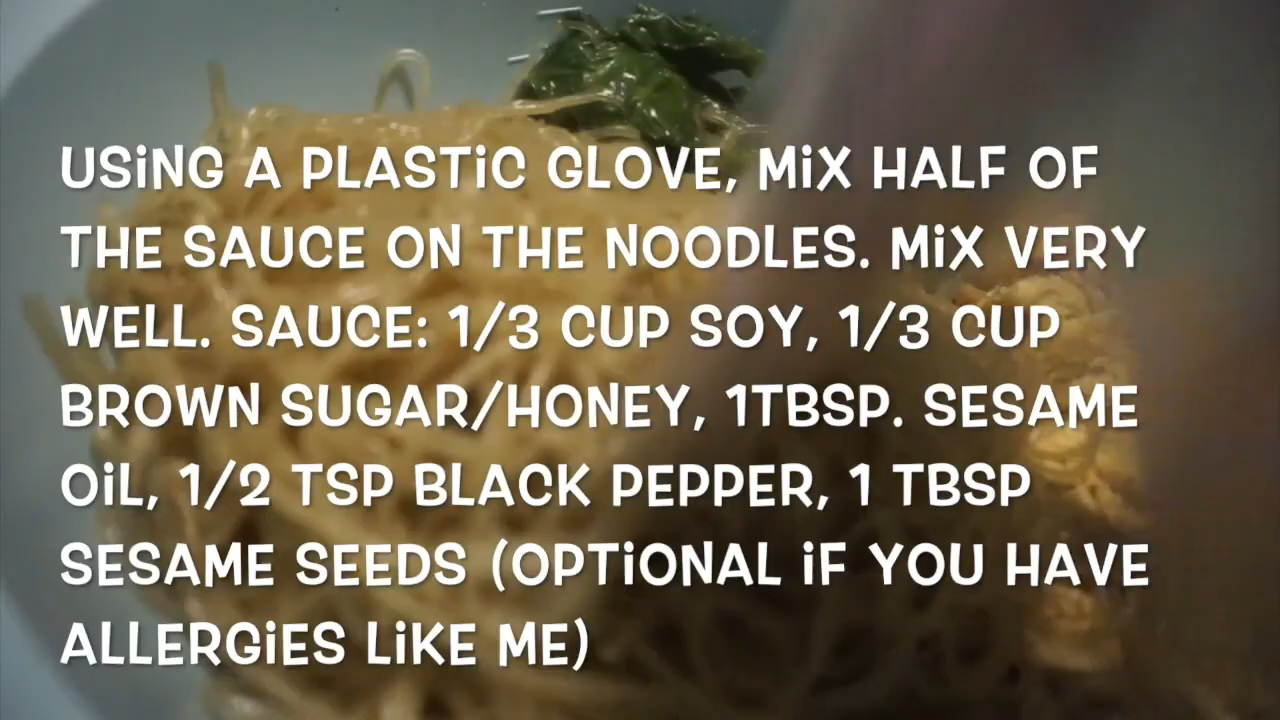 USiNG A PLASTiC GLOVE, MiX HALF OF
THE SAUCE ON THE NOODLES. MiX VERY
WELL. SAUCE: 1/3 CUP SOY, 1/3 CUP
BROWN SUGAR/HONEY, 1TBSP. SESAME
OiL, 1/2 TSP BLACK PEPPER, 1 TBSP
SESAME SEEDS (OPTiONAL iF YOU HAVE
ALLERGiES LiKE ME)